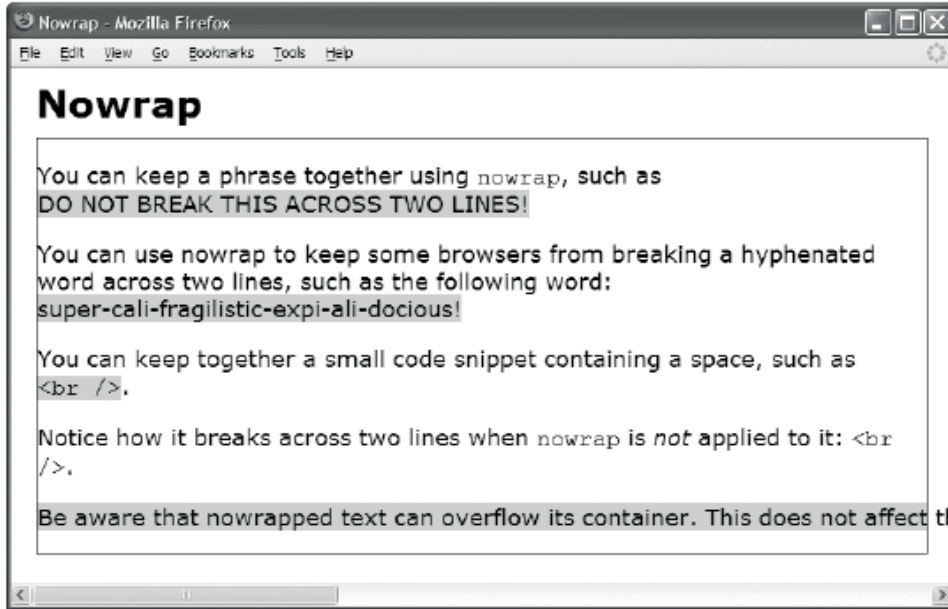 Nowrap - Mozilla Firefox
File Edit View Go Bookmarks Tools Help
Nowrap
You can keep a phrase together using nowrap, such as
DO NOT BREAK THIS ACROSS TWO LINES!
You can use nowrap to keep some browsers from breaking a hyphenated
word across two lines, such as the following word:
super-cali-fragilistic-expi-ali-docious!
You can keep together a small code snippet containing a space, such as
<br />.
Notice how it breaks across two lines when nowrap is not applied to it: <br
/>.
Be aware that nowrapped text can overflow its container. This does not affect th